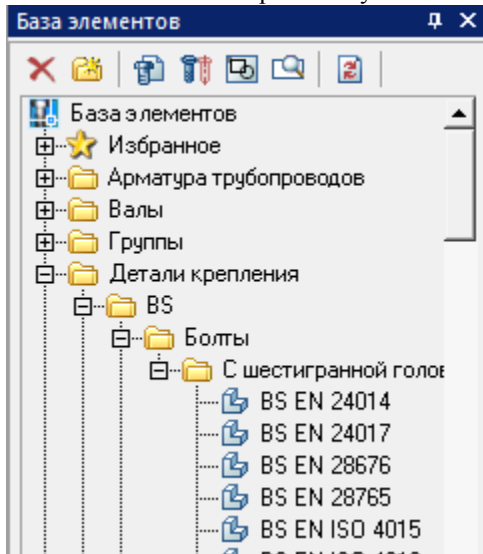 База элементов
База элементов
Избранное
Арматура трубопроводов
Валы
Группы
Детали крепления
BS
Болты
С шестигранной голов
BS EN 24014
BS EN 24017
BS EN 28676
BS EN 28765
BS EN ISO 4015